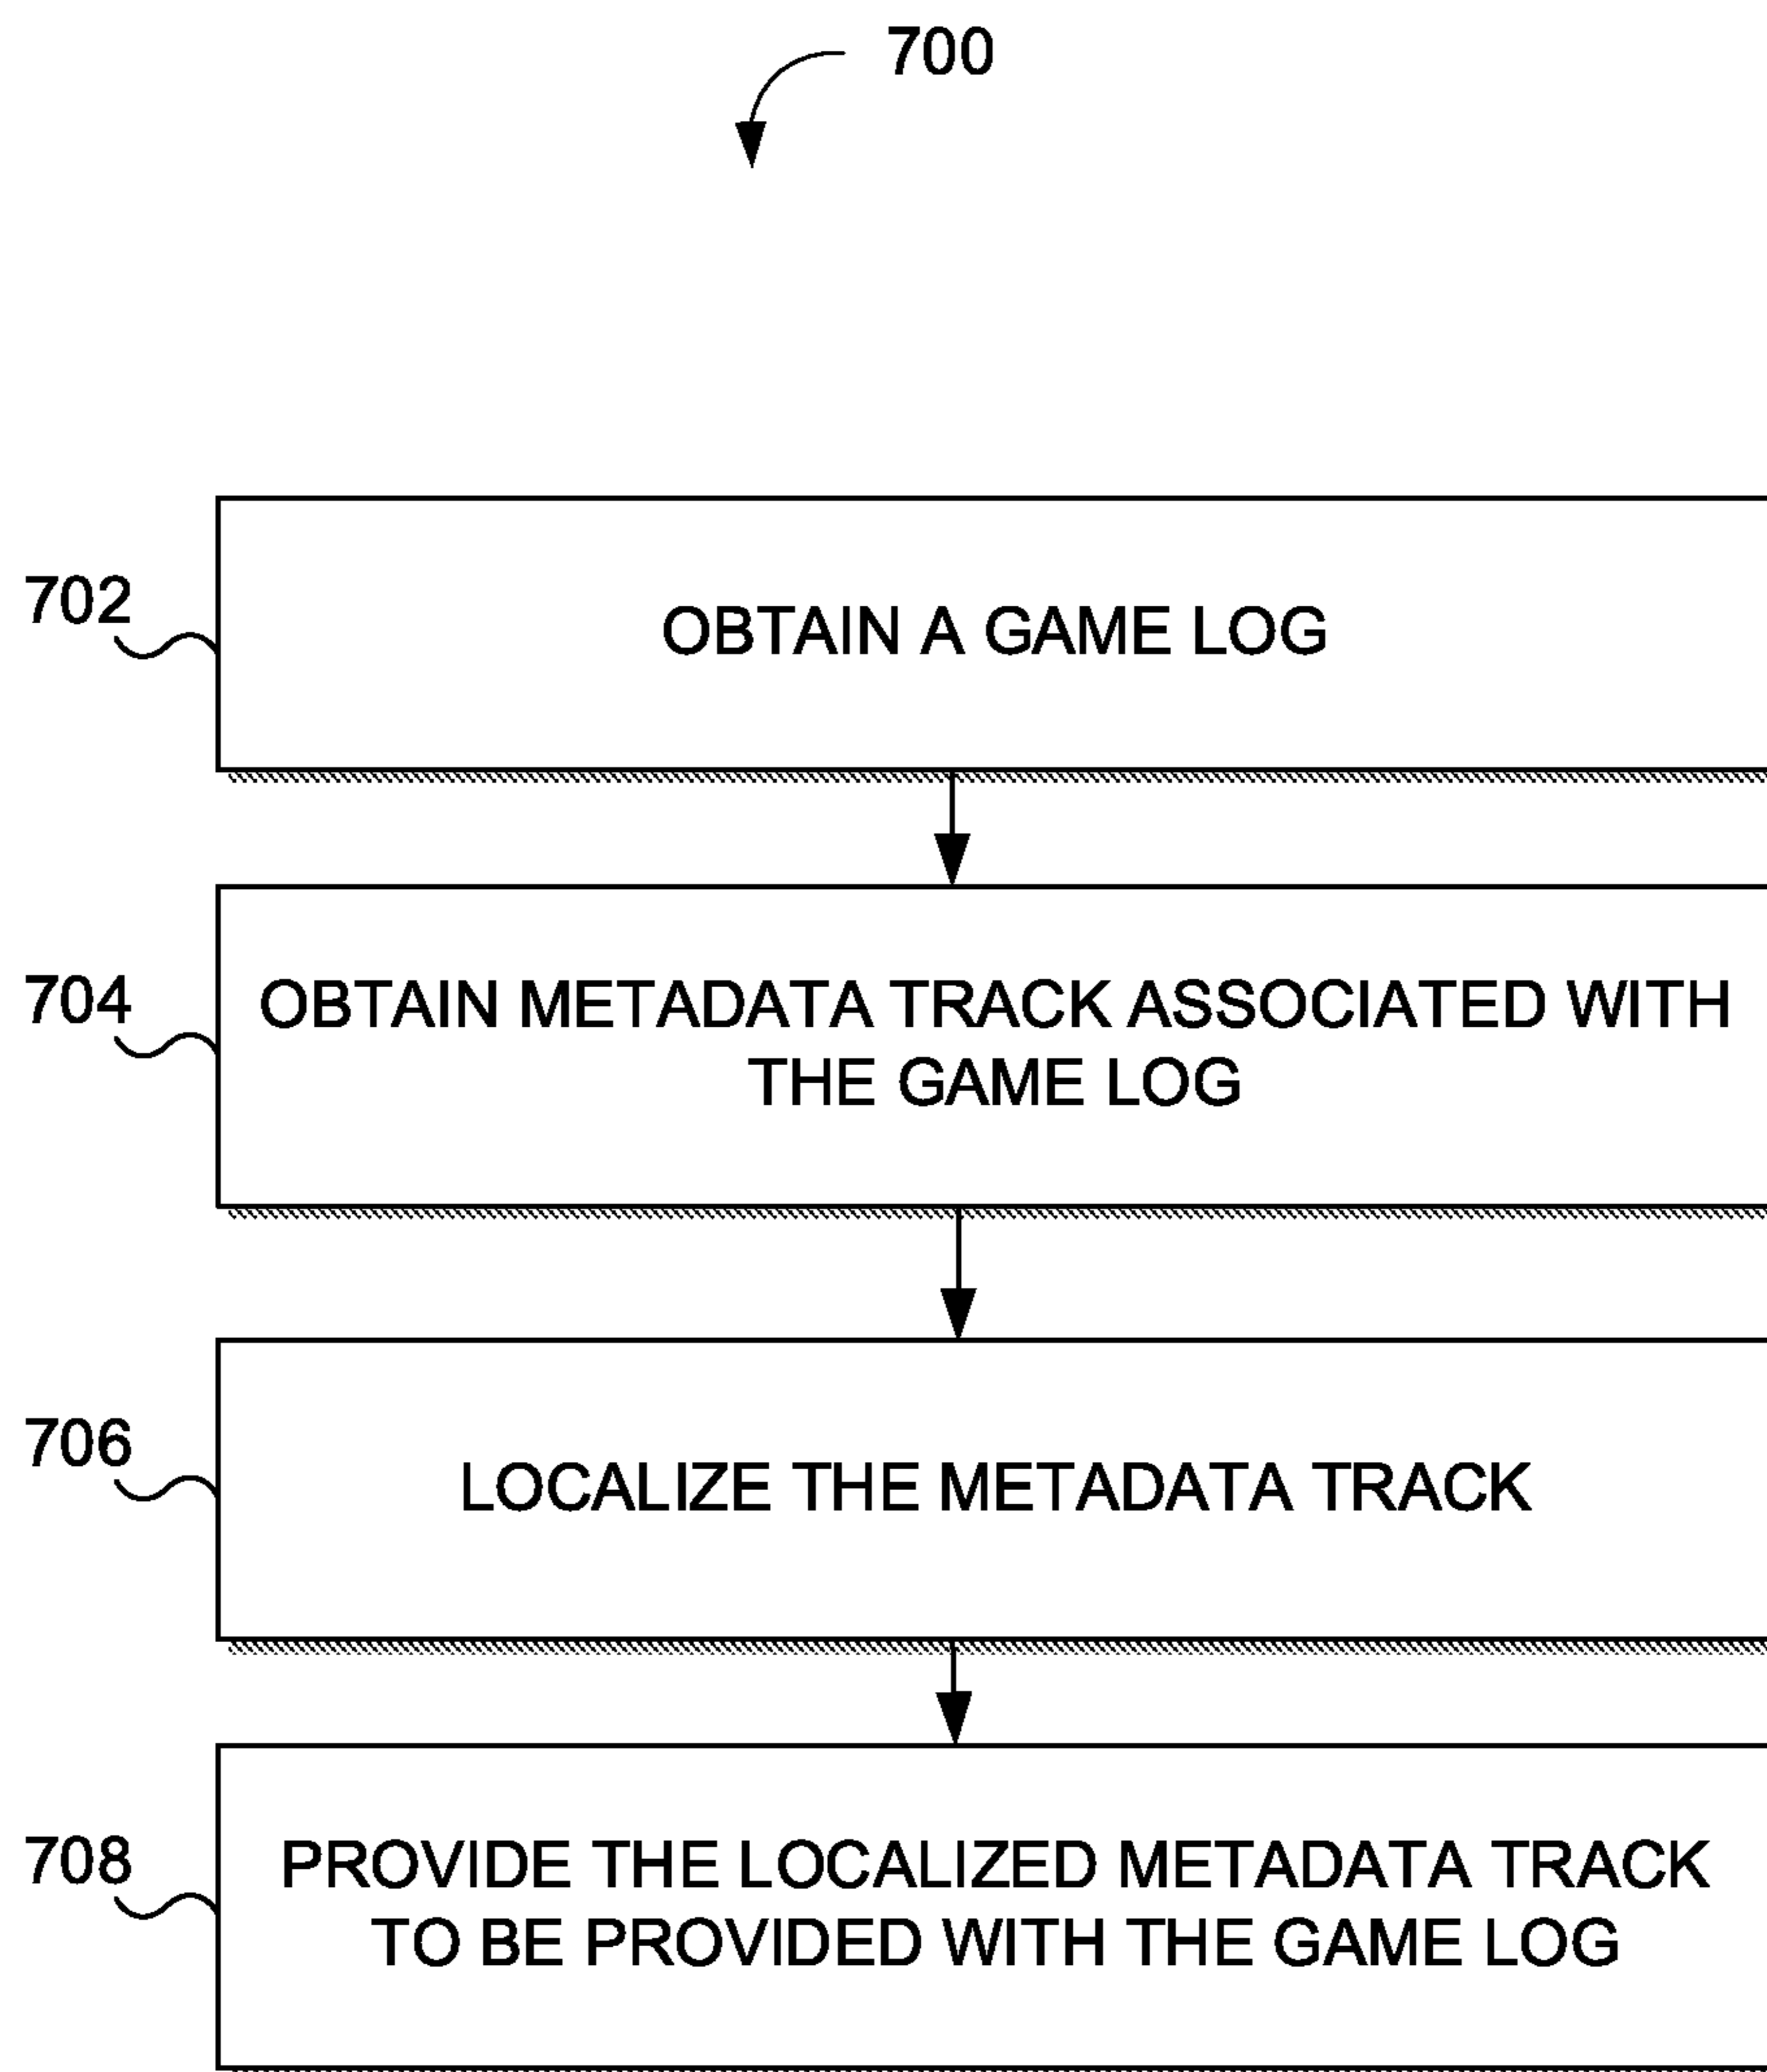 700
702
OBTAIN A GAME LOG
704
OBTAIN METADATA TRACK ASSOCIATED WITH
THE GAME LOG
706
LOCALIZE THE METADATA TRACK
708
PROVIDE THE LOCALIZED METADATA TRACK
TO BE PROVIDED WITH THE GAME LOG